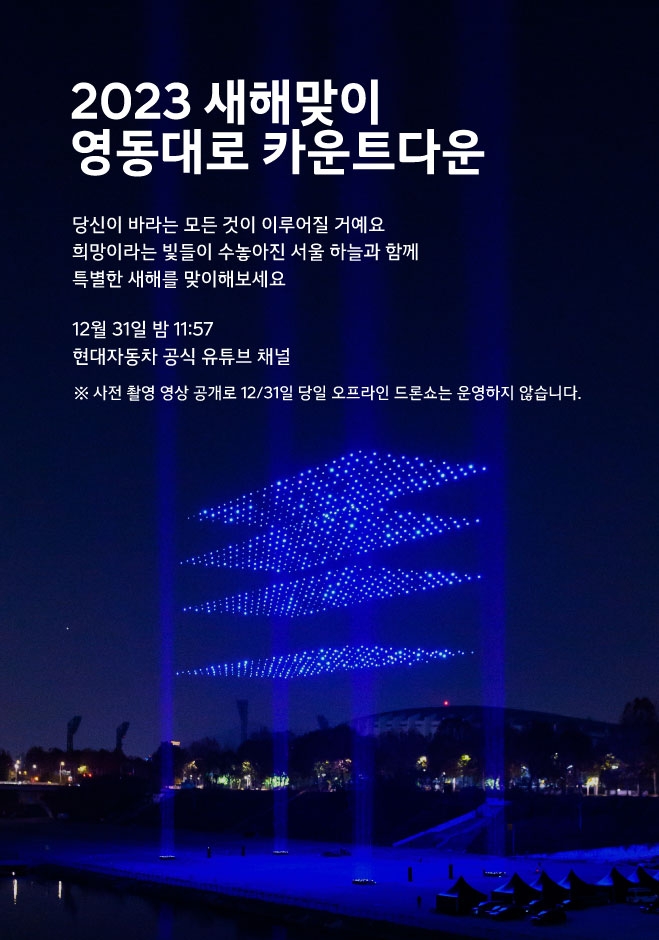 2023 새해맞이
영동대로 카운트다운
당신이 바라는 모든 것이 이루어질 거예요
희망이라는 빛들이 수놓아진 서울 하늘과 함께
특별한 새해를 맞이해보세요
12월 31일 밤 11:57
현대자동차 공식 유튜브 채널
※ 사전 촬영 영상 공개로 12/31일 당일 오프라인 드론쇼는 운영하지 않습니다.